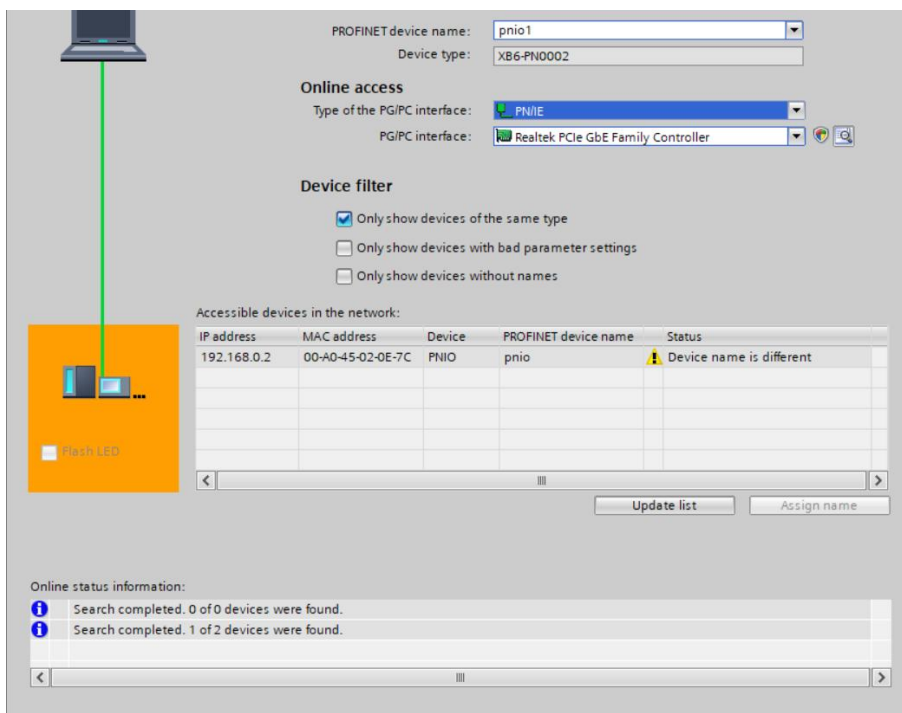 PROFINET device name: pnio1
Device type: XB6-PN0002
Online access
Type of the PG/PC interface: PN/IE
PG/PC interface: Realtek PCIe GbE Family Controller
Device filter
Only show devices of the same type
Only show devices with bad parameter settings
Only show devices without names
Accessible devices in the network:
IP address MAC address Device PROFINET device name Status
192.168.0.2 00-A0-45-02-0E-7C PNIO pnio Device name is different
Flash LED
Update list Assign name
Online status information:
Search completed. 0 of 0 devices were found.
Search completed. 1 of 2 devices were found.